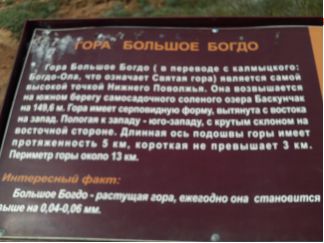 ГОРА БОЛЬШОЕ БОГДО
Гора Большое Богдо ( в переводе с калмыцкого:
Богдо-Ола, что означает Святая гора) является самой
высокой точкой Нижнего Поволжья. Она возвышается
на южном берегу самосадочного соленого озера Баскунчак
на 149,6 м. Гора имеет серповидную форму, вытянута с востока
на запад. Пологая к западу - юго-западу, с крутым склоном на
восточной стороне. Длинная ось подошвы горы имеет
протяженность 5 км, короткая не превышает 3 км.
Периметр горы около 13 км.
Интересный факт:
Большое Богдо - растущая гора, ежегодно она становится
выше на 0,04-0,06 мм.